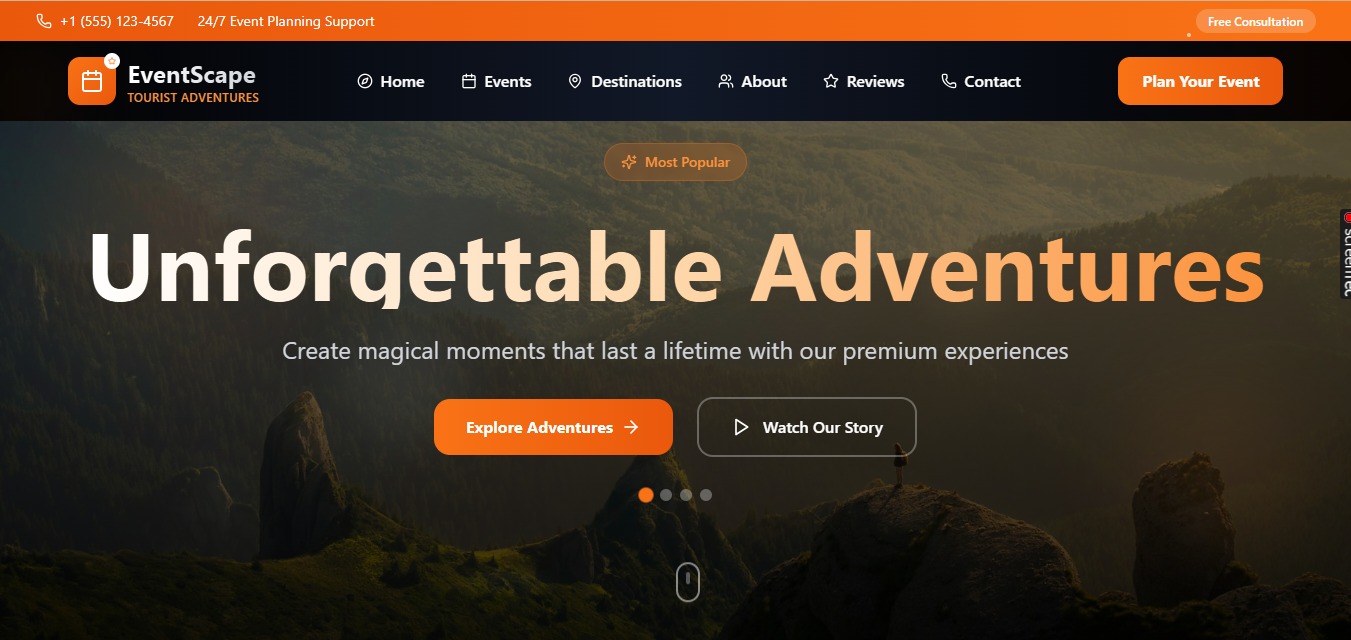 +1 (555) 123-4567 24/7 Event Planning Support Free Consultation
EventScape
TOURIST ADVENTURES
Home Events Destinations About Reviews Contact Plan Your Event
Most Popular
Unforgettable Adventures
Create magical moments that last a lifetime with our premium experiences
Explore Adventures Watch Our Story